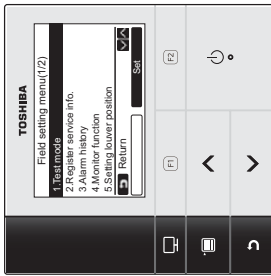 TOSHIBA
Field setting menu(1/2)
1.Test mode
2.Register service info.
3.Alarm history
4.Monitor function
5.Setting louver position
Return
Set
F1
F2